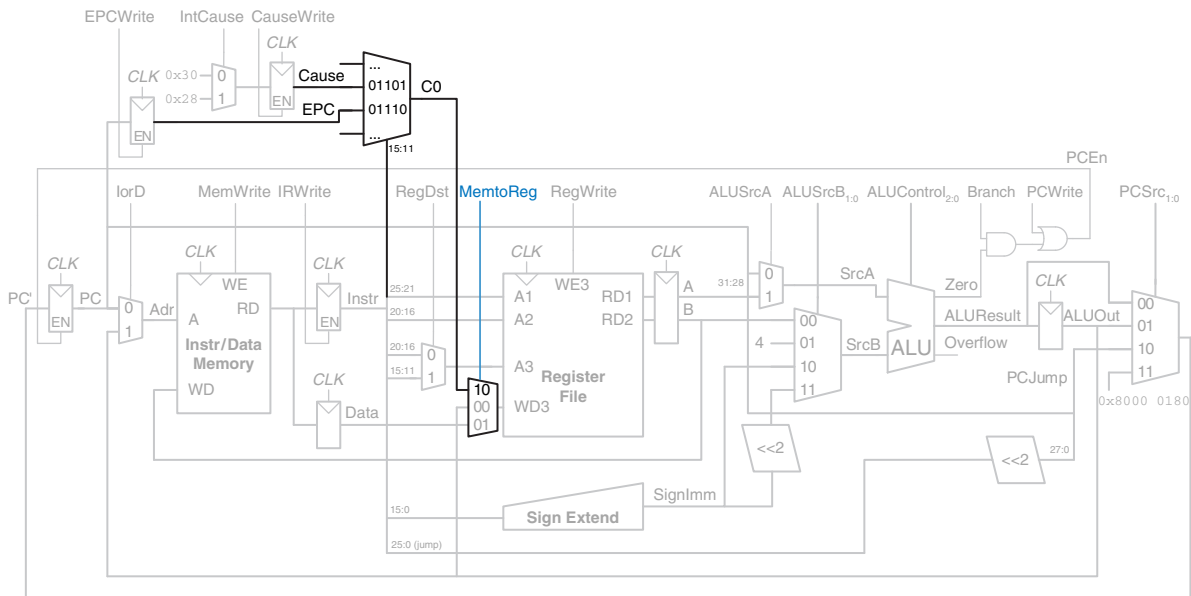 EPCWrite IntCause CauseWrite
CLK
CLK
0x30 0
0x28 1
EN
EN
Cause
EPC
...
01101
01110
...
C0
15:11
PCEn
IorD MemWrite IRWrite RegDst MemtoReg RegWrite ALUSrcA ALUSrcB1:0 ALUControl2:0 Branch PCWrite PCSrc1:0
CLK
PC' PC
EN
0
1
Adr
CLK
WE
A RD
Instr/Data
Memory
WD
CLK
Instr
EN
Data
25:21
20:16
20:16 0
15:11 1
10
00
01
CLK
WE3
A1 RD1
A2 RD2
A3
Register
File
WD3
CLK
A
B
31:28
0
1
SrcA
00
4 01
10
11
SrcB
ALU
Zero
ALUResult
Overflow
CLK
ALUOut
PCJump
00
01
10
11
0x8000 0180
<<2
<<2
27:0
SignImm
15:0
Sign Extend
25:0 (jump)